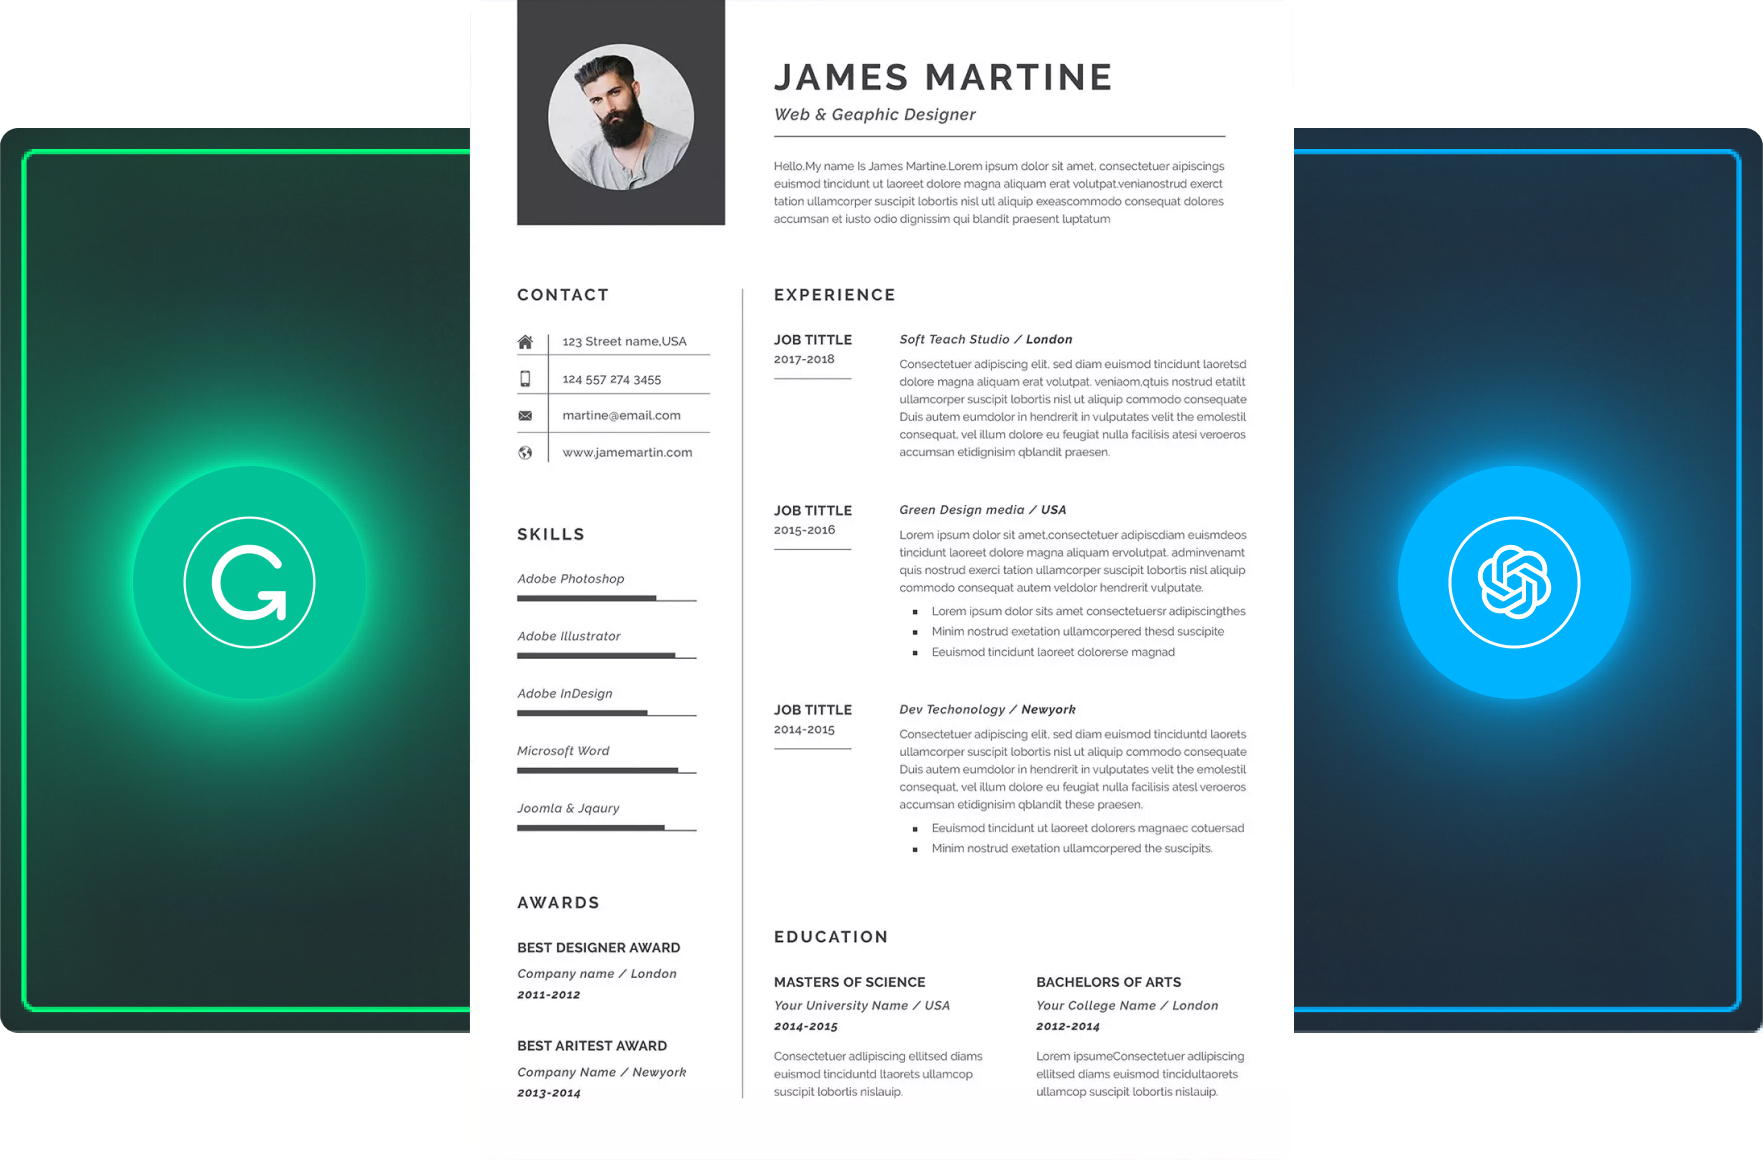 JAMES MARTINE
Web & Geaphic Designer
Hello.My name Is James Martine.Lorem ipsum dolor sit amet, consectetuer aipiscings
euismod tincidunt ut laoreet dolore magna aliquam erat volutpat.venianostrud exerct
tation ullamcorper suscipit lobortis nisl utl aliquip exeascommodo consequat dolores
accumsan et iusto odio dignissim qui blandit praesent luptatum
CONTACT
123 Street name,USA
124 557 274 3455
martine@email.com
www.jamemartin.com
SKILLS
Adobe Photoshop
Adobe Illustrator
Adobe InDesign
Microsoft Word
Joomla & Jqaury
AWARDS
BEST DESIGNER AWARD
Company name / London
2011-2012
BEST ARITEST AWARD
Company Name / Newyork
2013-2014
EXPERIENCE
JOB TITTLE
2017-2018
Soft Teach Studio / London
Consectetuer adipiscing elit, sed diam euismod tincidunt laoretsd
dolore magna aliquam erat volutpat. veniaom,qtuis nostrud etatilt
ullamcorper suscipit lobortis nisl ut aliquip commodo consequate
Duis autem eumdolor in hendrerit in vulputates velit the emolestil
consequat, vel illum dolore eu feugiat nulla facilisis atesi veroeros
accumsan etidignisim qblandit praesen.
JOB TITTLE
2015-2016
Green Design media / USA
Lorem ipsum dolor sit amet,consectetuer adipiscdiam euismdeos
tincidunt laoreet dolore magna aliquam ervolutpat. adminvenamt
quis nostrud exerci tation ullamcorper suscipit lobortis nisl aliquip
commodo consequat autem veldolor hendrerit vulputate.
Lorem ipsum dolor sits amet consectetuersr adipiscingthes
Minim nostrud exetation ullamcorpered thesd suscipite
Eeuismod tincidunt laoreet dolorerse magnad
JOB TITTLE
2014-2015
Dev Techonology / Newyork
Consectetuer adipiscing elit, sed diam euismod tinciduntd laorets
ullamcorper suscipit lobortis nisl ut aliquip commodo consequate
Duis autem eumdolor in hendrerit in vulputates velit the emolestil
consequat, vel illum dolore eu feugiat nulla facilisis atesl veroeros
accumsan etidignisim qblandit these praesen.
Eeuismod tincidunt ut laoreet dolorers magnaec cotuersad
Minim nostrud exetation ullamcorpered the suscipits.
EDUCATION
MASTERS OF SCIENCE
Your University Name / USA
2014-2015
Consectetuer adlipiscing ellitsed diams
euismod tinciduntd ltaorets ullamcop
suscipit lobortis nislauip.
BACHELORS OF ARTS
Your College Name / London
2012-2014
Lorem ipsumeConsectetuer adlipiscing
ellitsed diams euismod tincidultaorets
ullamcop suscipit lobortis nislauip.